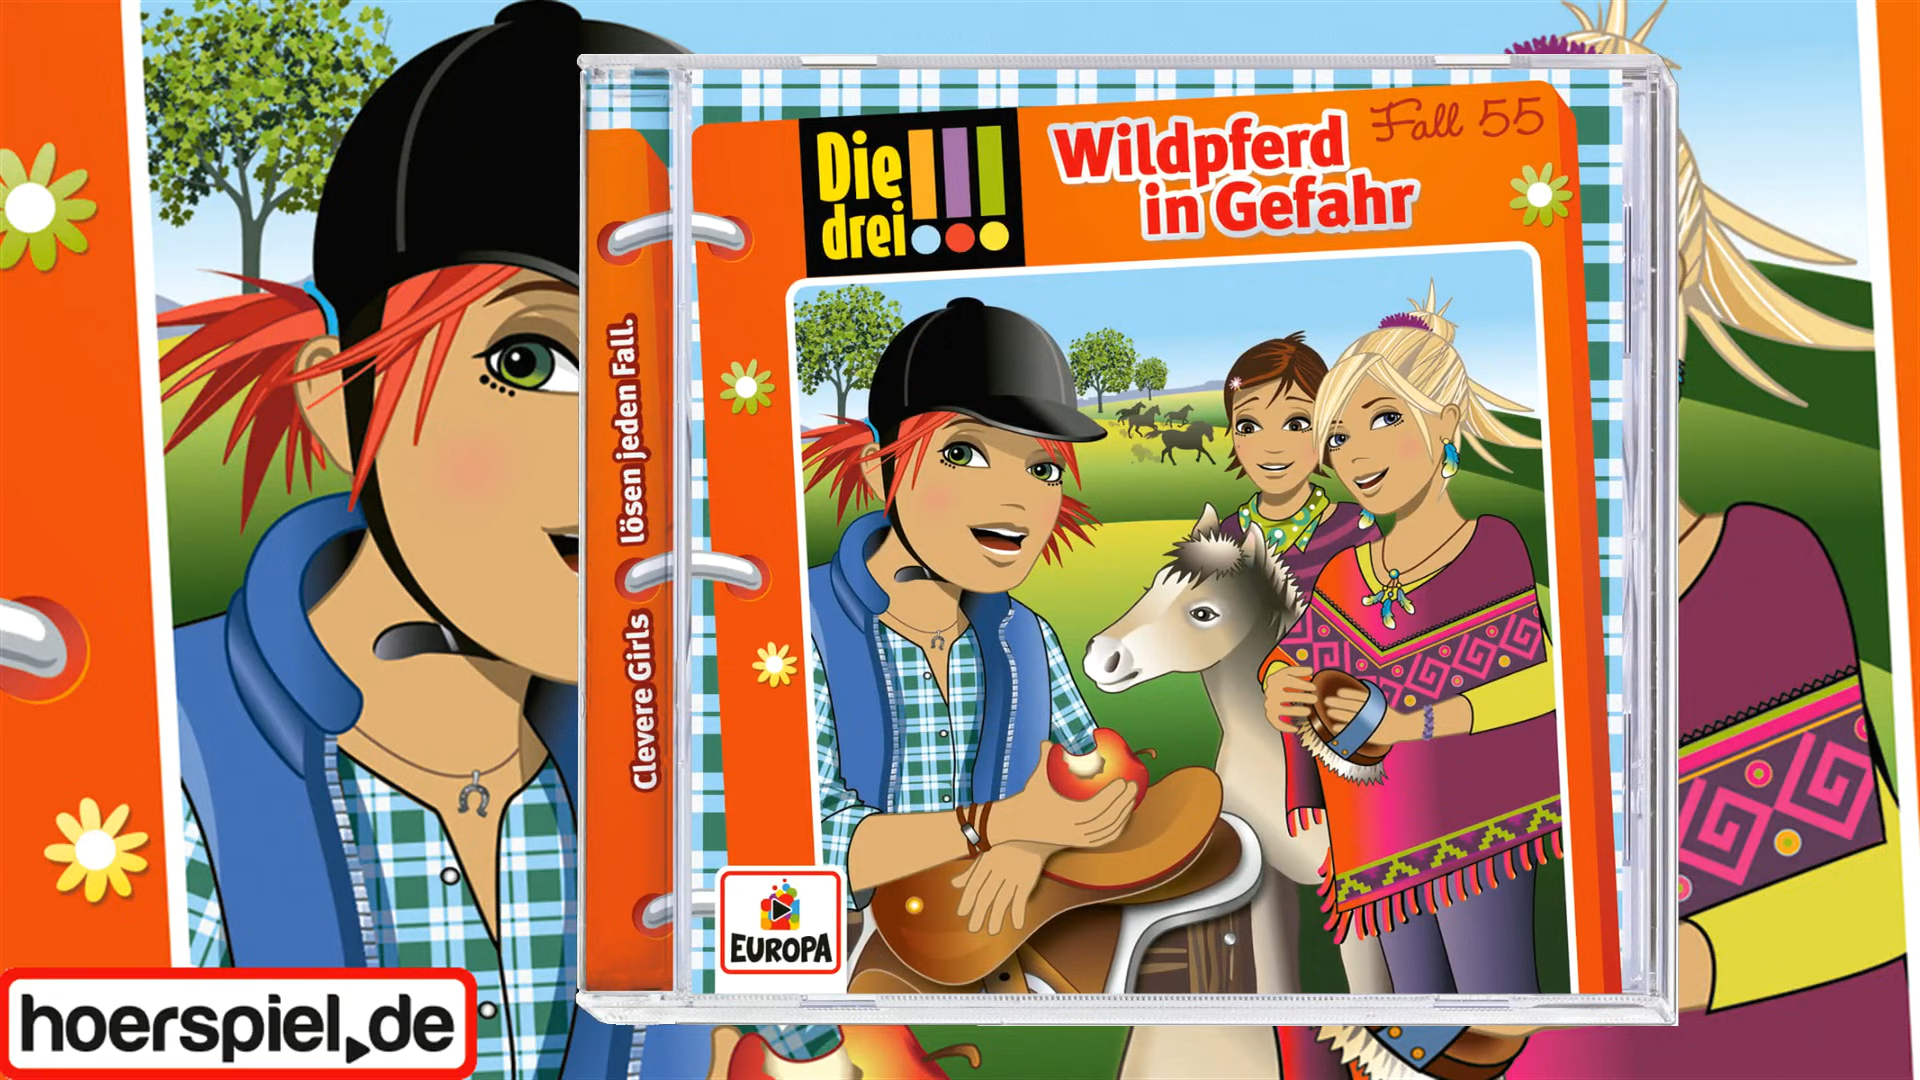 Die
drei !!!
Wildpferd
in Gefahr
Fall 55
Clevere Girls lösen jeden Fall.
EUROPA
hoerspiel.de